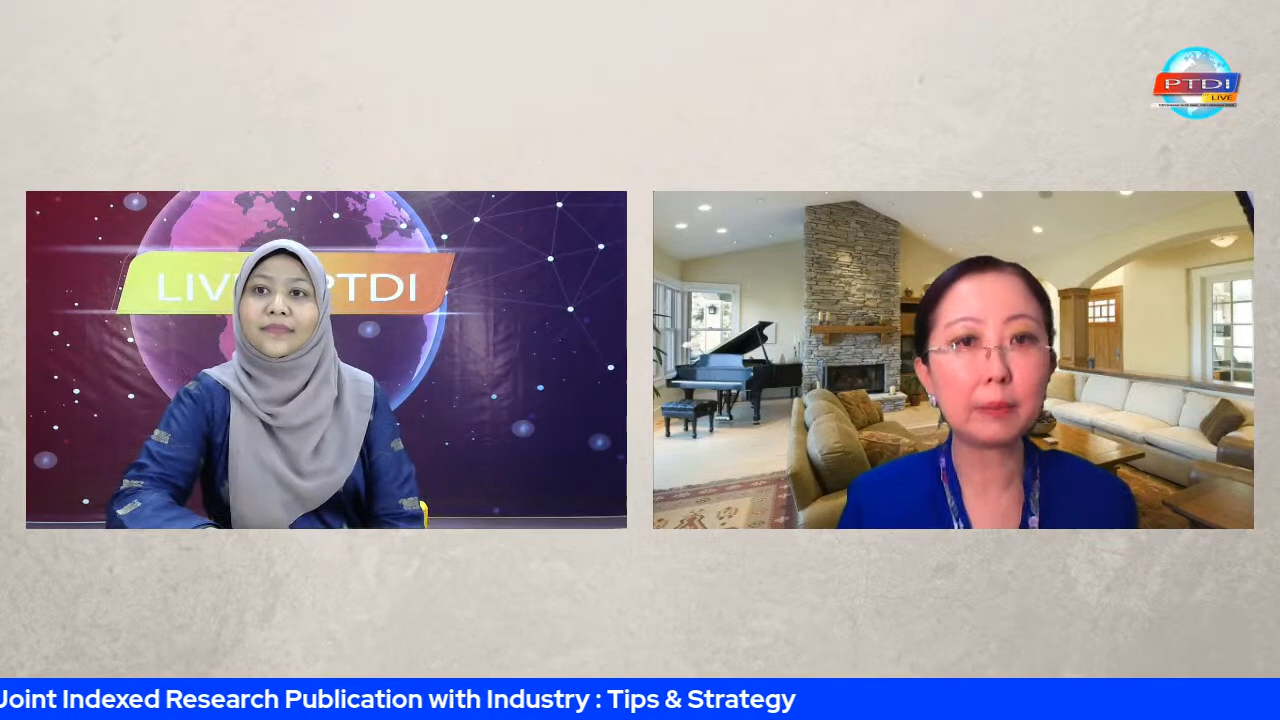 PTDI
LIVE
LIVE PTDI
Joint Indexed Research Publication with Industry : Tips & Strategy